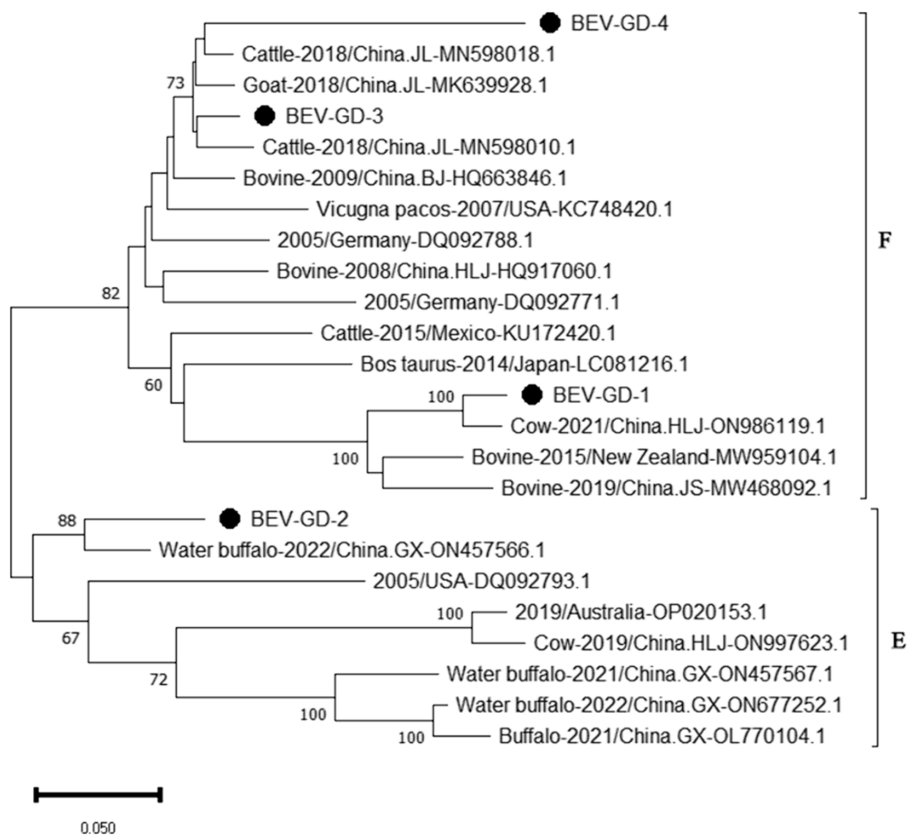 BEV-GD-4
Cattle-2018/China.JL-MN598018.1
Goat-2018/China.JL-MK639928.1
73
BEV-GD-3
Cattle-2018/China.JL-MN598010.1
Bovine-2009/China.BJ-HQ663846.1
Vicugna pacos-2007/USA-KC748420.1
F
2005/Germany-DQ092788.1
Bovine-2008/China.HLJ-HQ917060.1
82
2005/Germany-DQ092771.1
Cattle-2015/Mexico-KU172420.1
Bos taurus-2014/Japan-LC081216.1
60
100
BEV-GD-1
Cow-2021/China.HLJ-ON986119.1
100
Bovine-2015/New Zealand-MW959104.1
Bovine-2019/China.JS-MW468092.1
88
BEV-GD-2
Water buffalo-2022/China.GX-ON457566.1
2005/USA-DQ092793.1
100
2019/Australia-OP020153.1
67
Cow-2019/China.HLJ-ON997623.1
E
72
Water buffalo-2021/China.GX-ON457567.1
100
Water buffalo-2022/China.GX-ON677252.1
100
Buffalo-2021/China.GX-OL770104.1
0.050